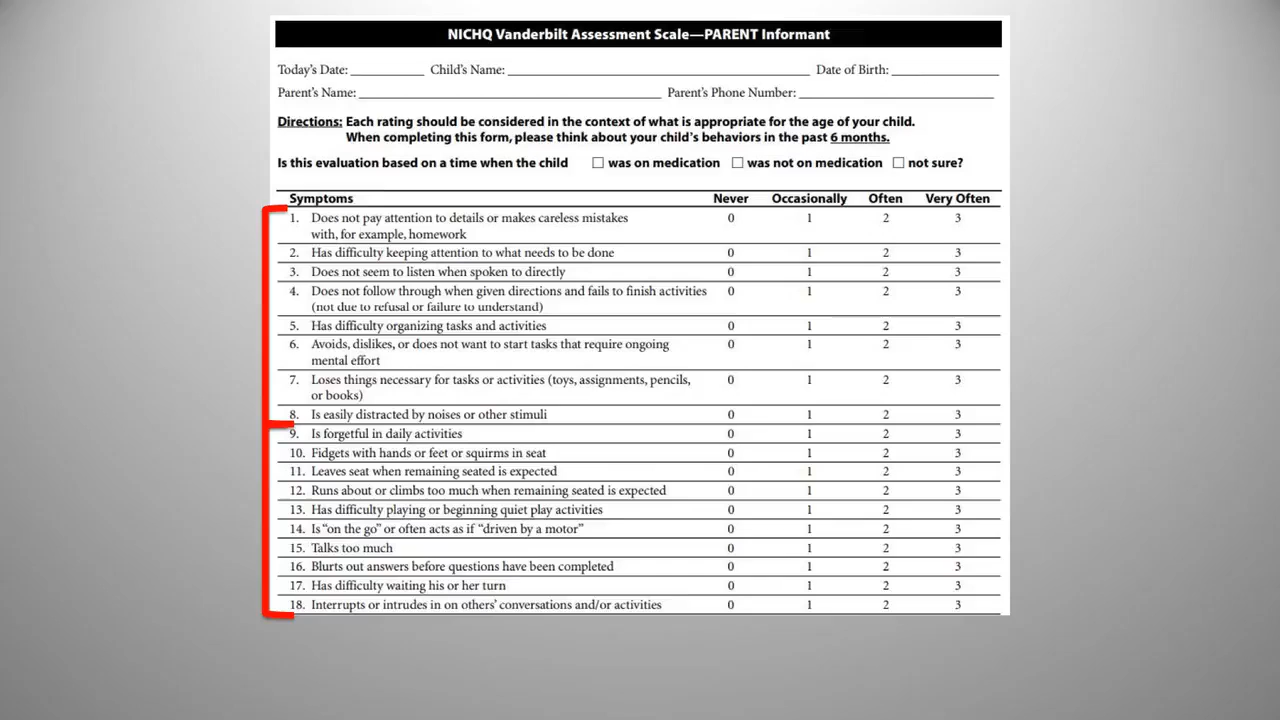 NICHQ Vanderbilt Assessment Scale—PARENT Informant
Today's Date: __________ Child's Name: __________ Date of Birth: __________
Parent's Name: __________ Parent's Phone Number: __________
Directions: Each rating should be considered in the context of what is appropriate for the age of your child.
When completing this form, please think about your child's behaviors in the past 6 months.
Is this evaluation based on a time when the child ☐ was on medication ☐ was not on medication ☐ not sure?
Symptoms Never Occasionally Often Very Often
1. Does not pay attention to details or makes careless mistakes 0 1 2 3
with, for example, homework
2. Has difficulty keeping attention to what needs to be done 0 1 2 3
3. Does not seem to listen when spoken to directly 0 1 2 3
4. Does not follow through when given directions and fails to finish activities 0 1 2 3
(not due to refusal or failure to understand)
5. Has difficulty organizing tasks and activities 0 1 2 3
6. Avoids, dislikes, or does not want to start tasks that require ongoing 0 1 2 3
mental effort
7. Loses things necessary for tasks or activities (toys, assignments, pencils, 0 1 2 3
or books)
8. Is easily distracted by noises or other stimuli 0 1 2 3
9. Is forgetful in daily activities 0 1 2 3
10. Fidgets with hands or feet or squirms in seat 0 1 2 3
11. Leaves seat when remaining seated is expected 0 1 2 3
12. Runs about or climbs too much when remaining seated is expected 0 1 2 3
13. Has difficulty playing or beginning quiet play activities 0 1 2 3
14. Is "on the go" or often acts as if "driven by a motor" 0 1 2 3
15. Talks too much 0 1 2 3
16. Blurts out answers before questions have been completed 0 1 2 3
17. Has difficulty waiting his or her turn 0 1 2 3
18. Interrupts or intrudes in on others' conversations and/or activities 0 1 2 3